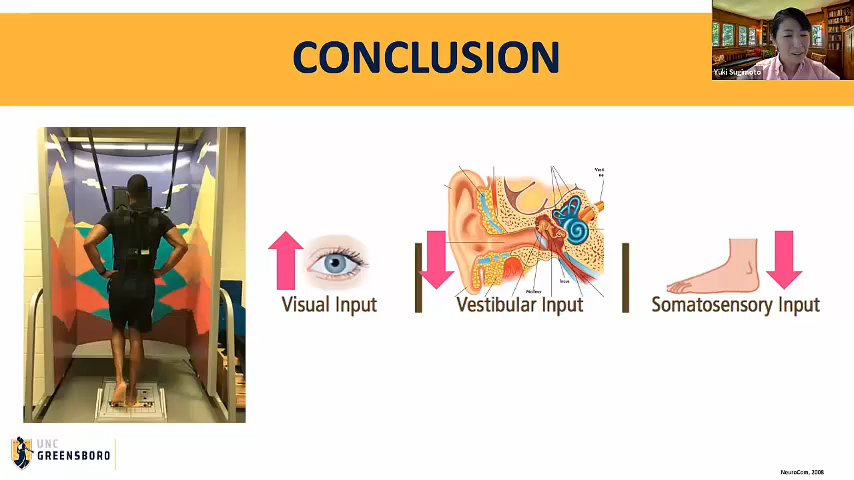 CONCLUSION
Yuki Sugimoto
Visual Input
Vestibular Input
Somatosensory Input
UNC
GREENSBORO
NeuroCom, 2008